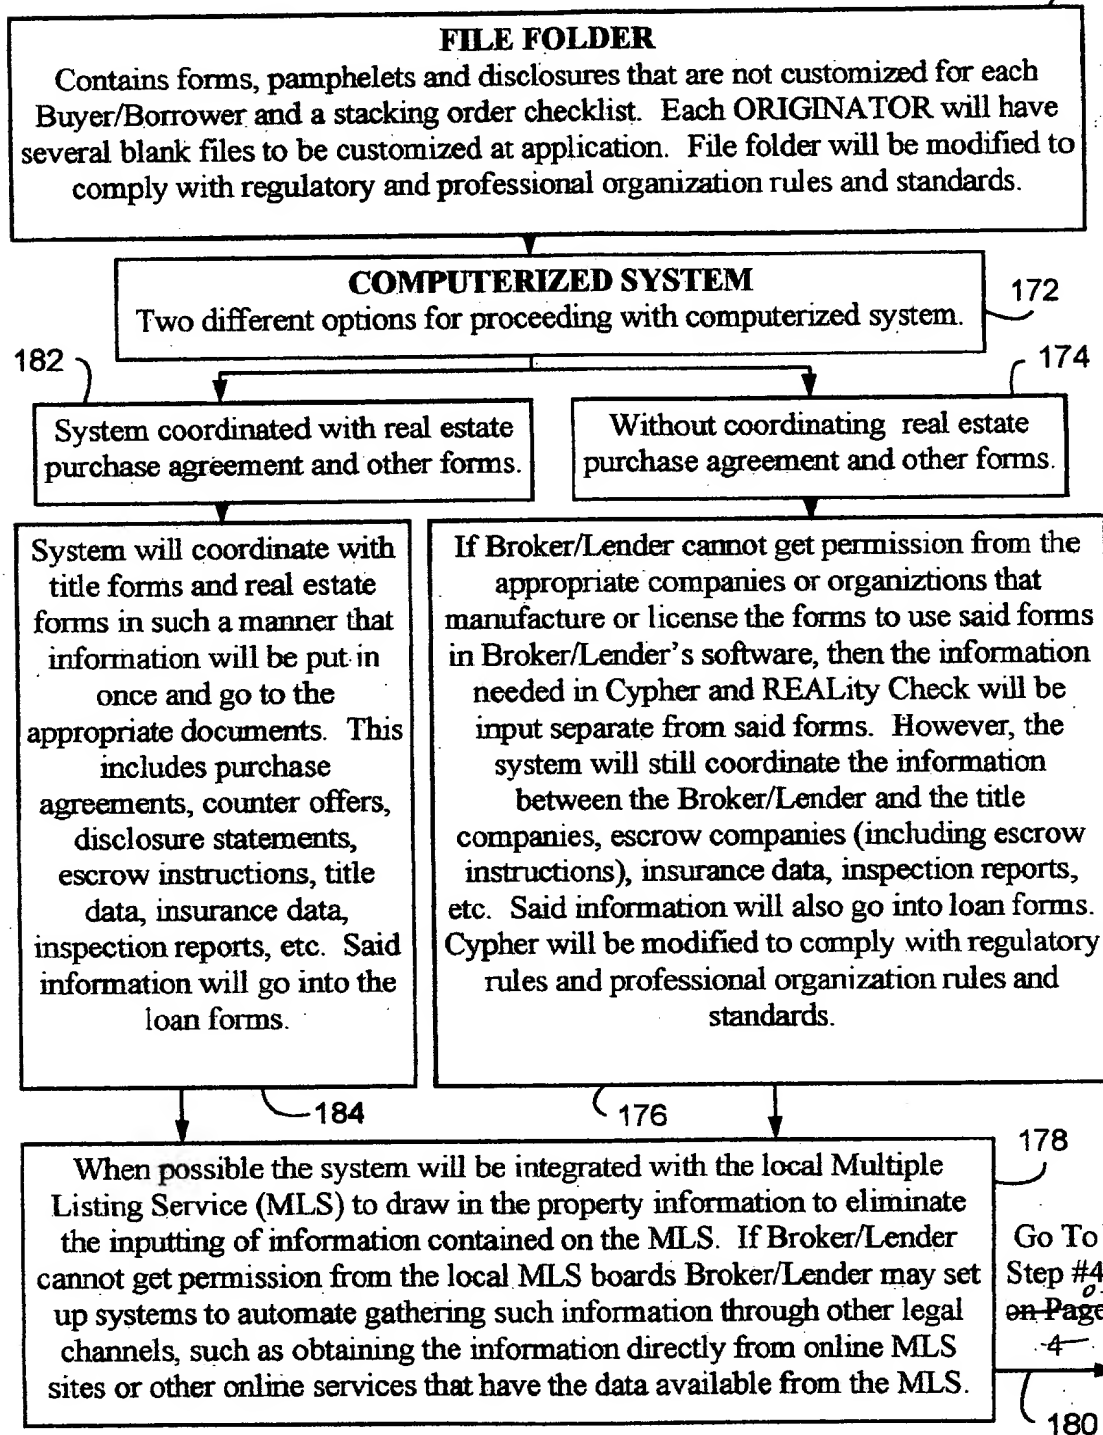 FILE FOLDER
Contains forms, pamphelets and disclosures that are not customized for each
Buyer/Borrower and a stacking order checklist. Each ORIGINATOR will have
several blank files to be customized at application. File folder will be modified to
comply with regulatory and professional organization rules and standards.
COMPUTERIZED SYSTEM
Two different options for proceeding with computerized system.
172
182
174
System coordinated with real estate
purchase agreement and other forms.
Without coordinating real estate
purchase agreement and other forms.
System will coordinate with
title forms and real estate
forms in such a manner that
information will be put in
once and go to the
appropriate documents. This
includes purchase
agreements, counter offers,
disclosure statements,
escrow instructions, title
data, insurance data,
inspection reports, etc. Said
information will go into the
loan forms.
184
If Broker/Lender cannot get permission from the
appropriate companies or organiztions that
manufacture or license the forms to use said forms
in Broker/Lender's software, then the information
needed in Cypher and REALity Check will be
input separate from said forms. However, the
system will still coordinate the information
between the Broker/Lender and the title
companies, escrow companies (including escrow
instructions), insurance data, inspection reports,
etc. Said information will also go into loan forms.
Cypher will be modified to comply with regulatory
rules and professional organization rules and
standards.
176
When possible the system will be integrated with the local Multiple
Listing Service (MLS) to draw in the property information to eliminate
the inputting of information contained on the MLS. If Broker/Lender
cannot get permission from the local MLS boards Broker/Lender may set
up systems to automate gathering such information through other legal
channels, such as obtaining the information directly from online MLS
sites or other online services that have the data available from the MLS.
178
Go To
Step #4
on Page
4
180